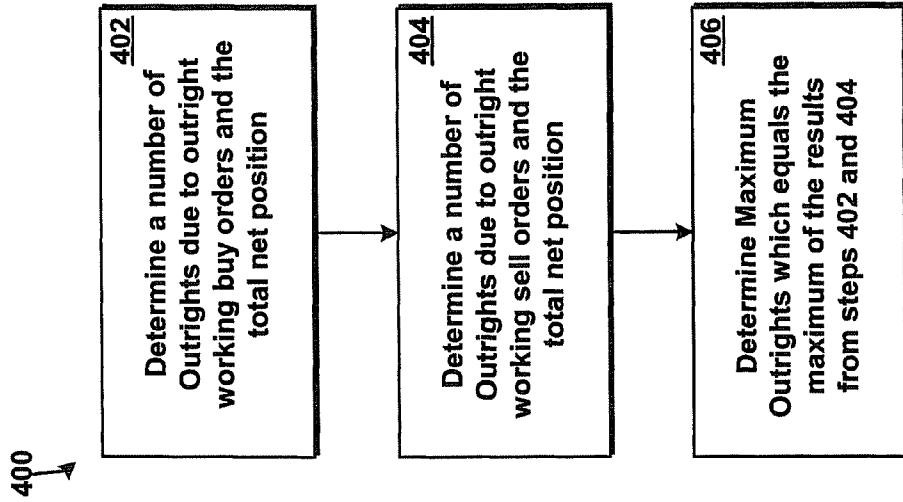 400
402
Determine a number of
Outrights due to outright
working buy orders and the
total net position
404
Determine a number of
Outrights due to outright
working sell orders and the
total net position
406
Determine Maximum
Outrights which equals the
maximum of the results
from steps 402 and 404